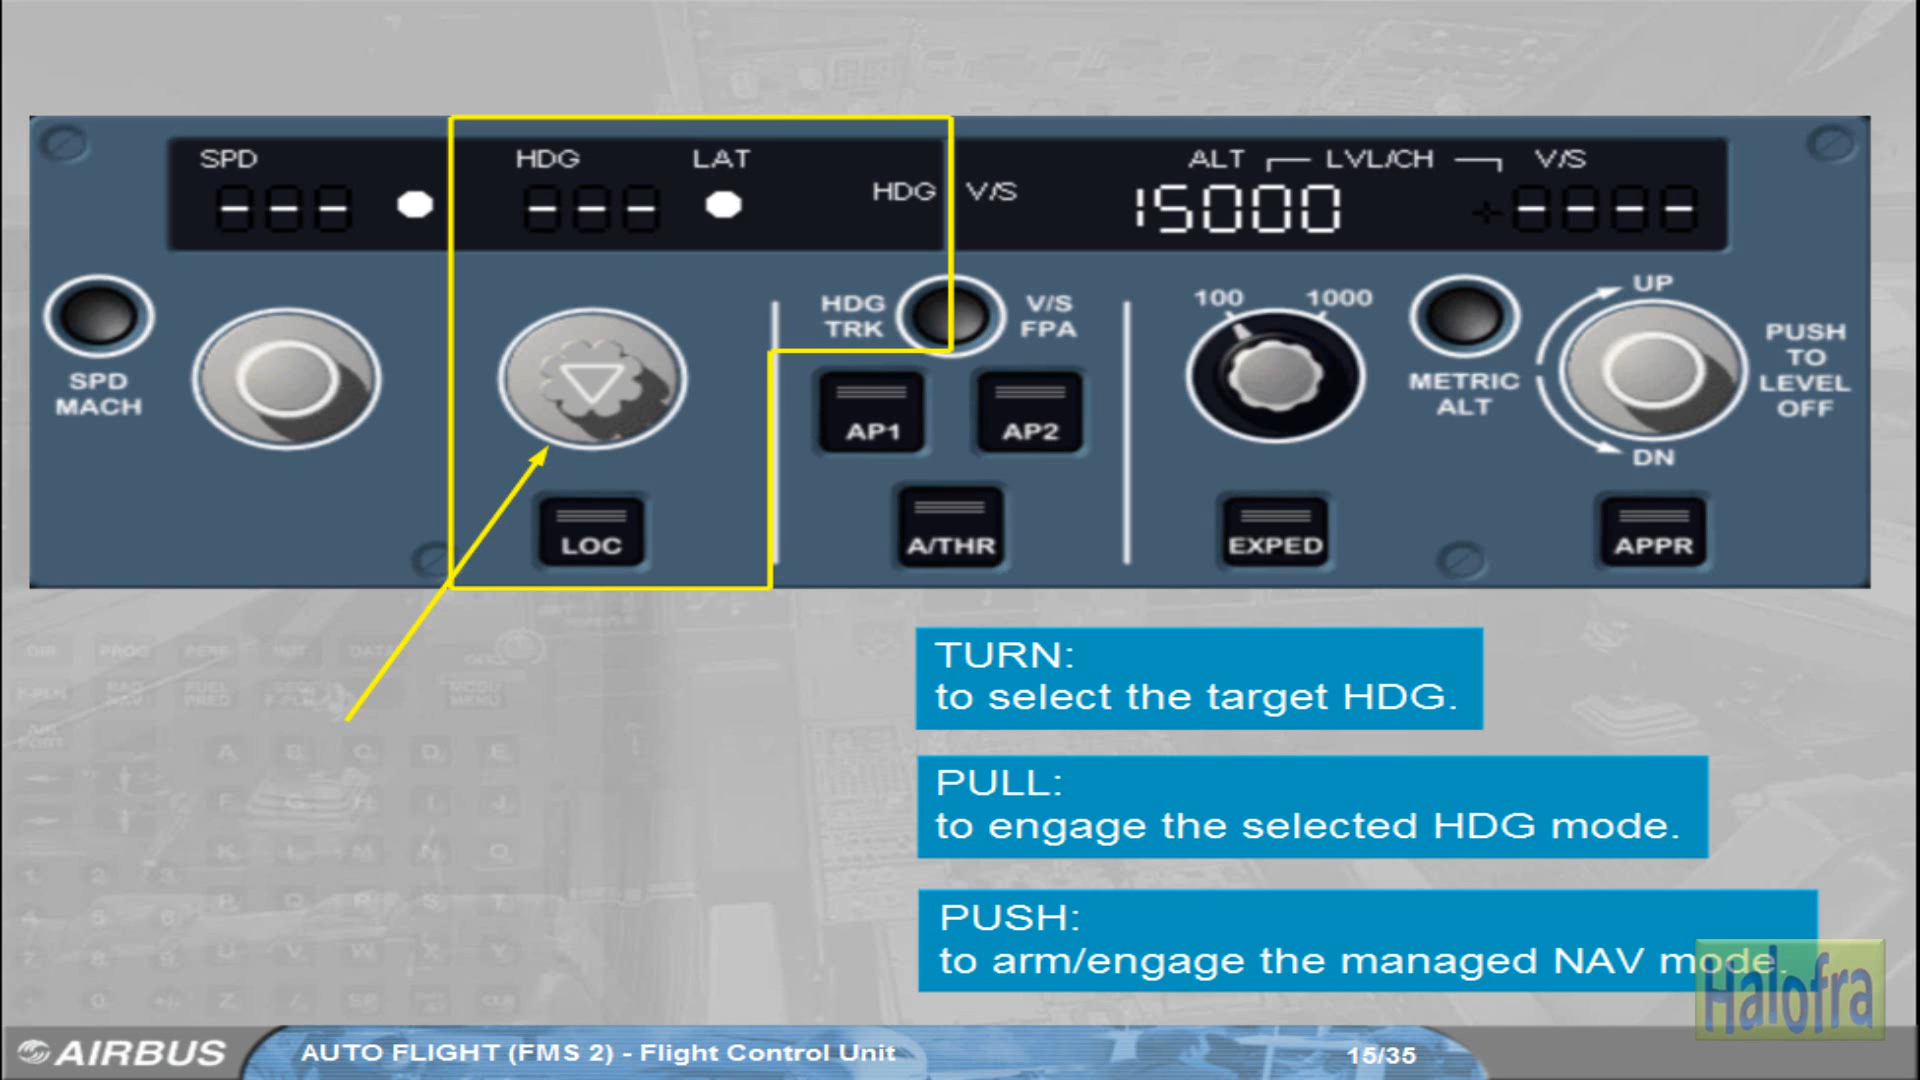 SPD HDG LAT ALT LVL/CH V/S
--- --- HDG V/S 15000 ----
SPD
MACH
HDG
TRK
V/S
FPA
100 1000
METRIC
ALT
UP
DN
PUSH
TO
LEVEL
OFF
AP1 AP2
LOC A/THR EXPED APPR
TURN:
to select the target HDG.
PULL:
to engage the selected HDG mode.
PUSH:
to arm/engage the managed NAV mode.
Halofra
AIRBUS AUTO FLIGHT (FMS 2) - Flight Control Unit 15/35